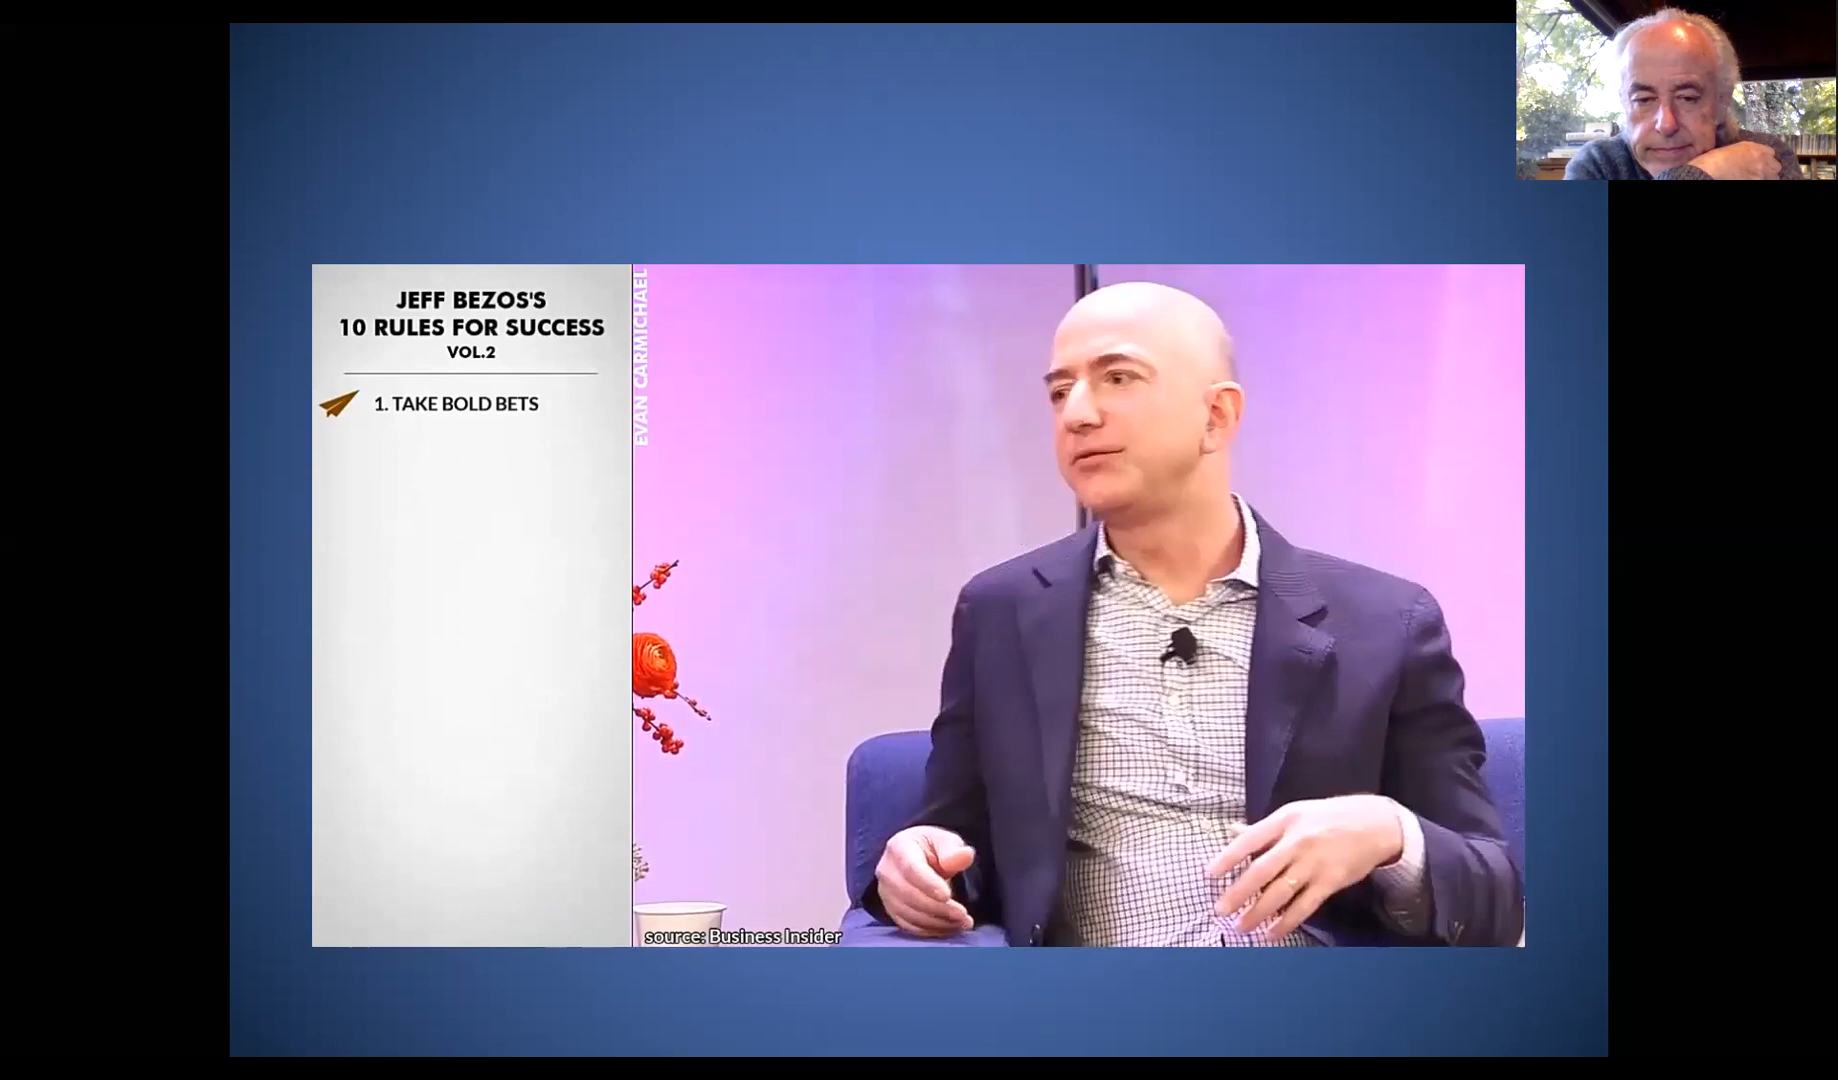 JEFF BEZOS'S
10 RULES FOR SUCCESS
VOL.2
1. TAKE BOLD BETS
EVAN CARMICHAEL
source: Business Insider